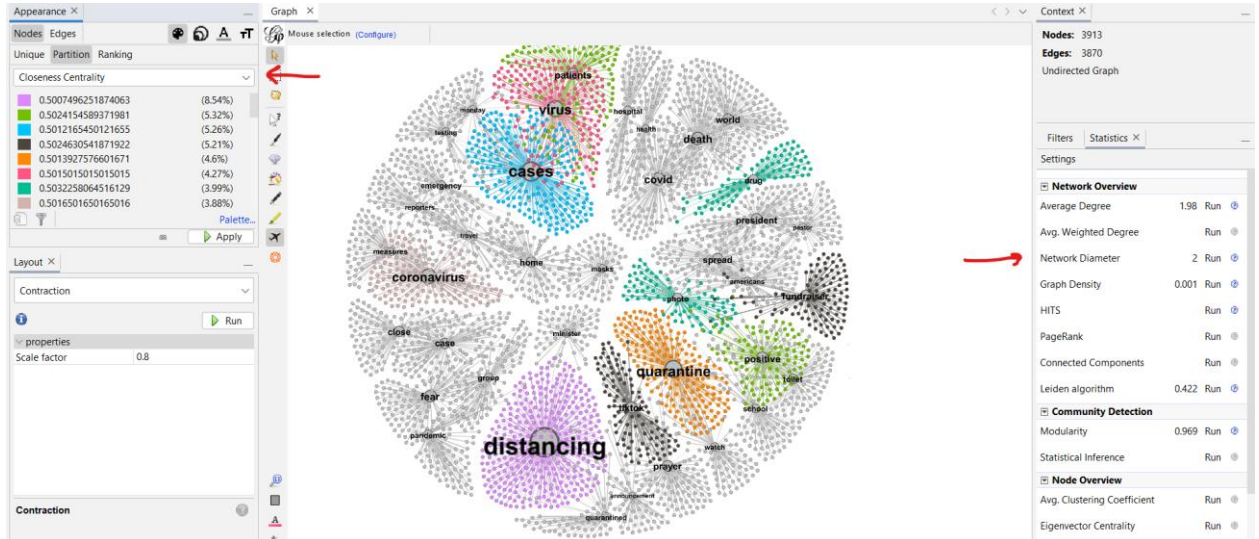 Appearance
Nodes Edges
Unique Partition Ranking
Closeness Centrality
0.5007496251874063 (8.54%)
0.5024154589371981 (5.32%)
0.5012165450121655 (5.26%)
0.5024630541871922 (5.21%)
0.5013927576601671 (4.6%)
0.5015015015015015 (4.27%)
0.5032258064516129 (3.99%)
0.5016501650165016 (3.88%)
Palette...
Apply
Layout
Contraction
Run
properties
Scale factor 0.8
Contraction
Graph
Mouse selection (Configure)
patients
monday
virus
hospital
testing
health
world
death
cases
covid
drug
emergency
reporters
president
pastor
travel
measures
home
masks
spread
coronavirus
americans
photo
fundraiser
close
case
minister
positive
quarantine
toilet
group
fear
tiktok
school
pandemic
distancing
watch
prayer
announcement
quarantined
Context
Nodes: 3913
Edges: 3870
Undirected Graph
Filters Statistics
Settings
Network Overview
Average Degree 1.98 Run
Avg. Weighted Degree Run
Network Diameter 2 Run
Graph Density 0.001 Run
HITS Run
PageRank Run
Connected Components Run
Leiden algorithm 0.422 Run
Community Detection
Modularity 0.969 Run
Statistical Inference Run
Node Overview
Avg. Clustering Coefficient Run
Eigenvector Centrality Run